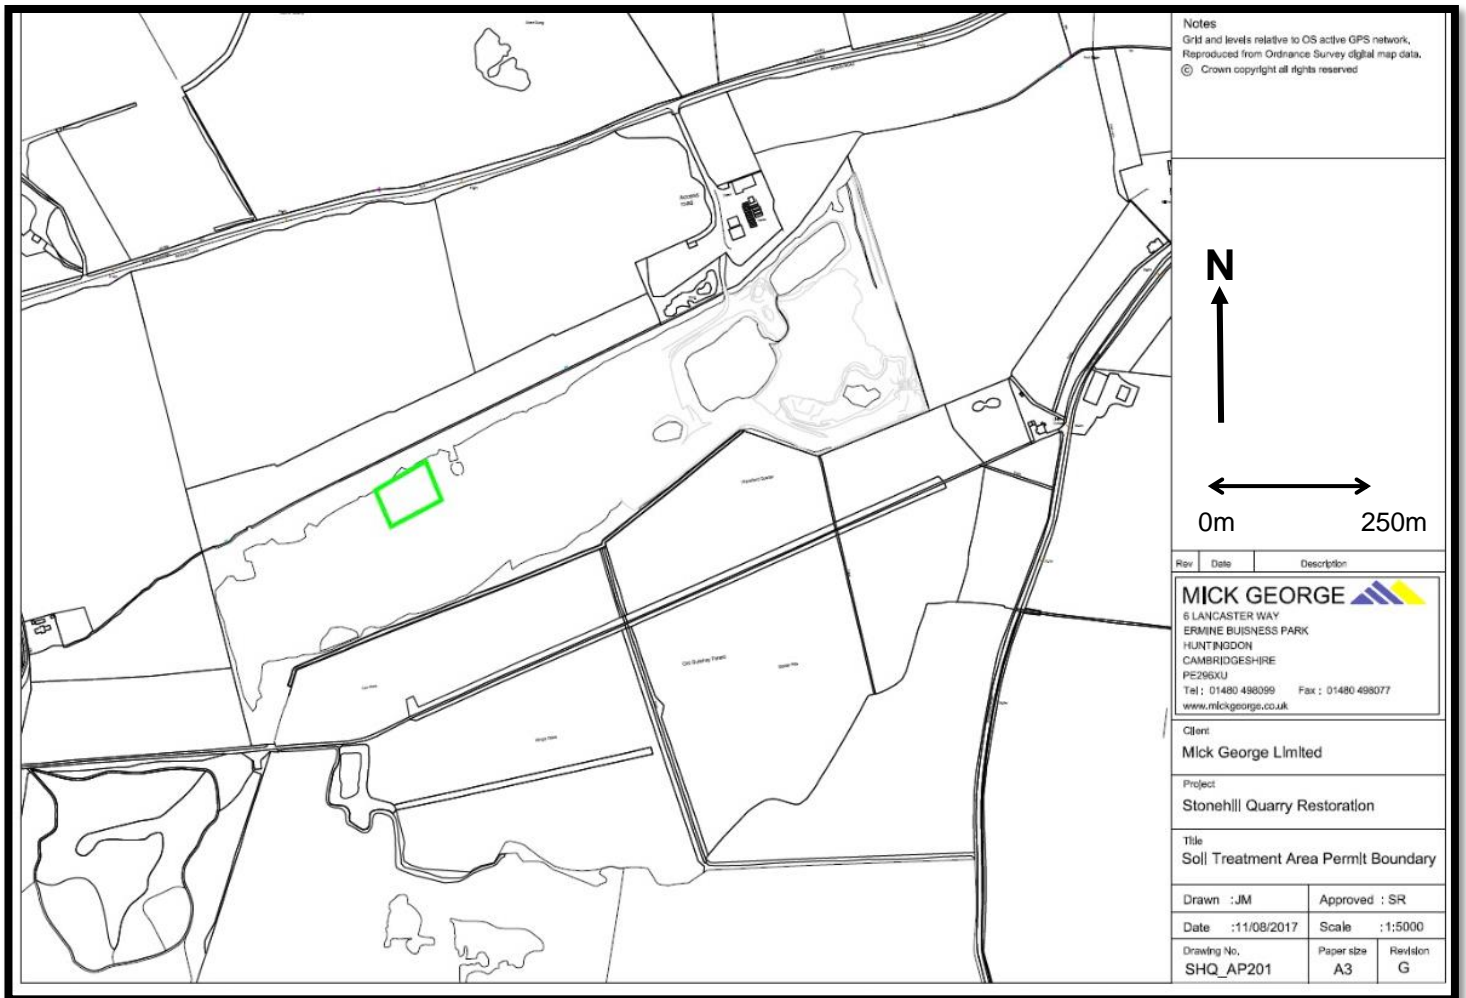 Notes
Grid and levels relative to OS active GPS network,
Reproduced from Ordnance Survey digital map data.
© Crown copyright all rights reserved
N
0m 250m
Rev Date Description
MICK GEORGE
6 LANCASTER WAY
ERMINE BUISNESS PARK
HUNTINGDON
CAMBRIDGESHIRE
PE296XU
Tel : 01480 498099 Fax : 01480 498077
www.mickgeorge.co.uk
Client
Mick George Limited
Project
Stonehill Quarry Restoration
Title
Soil Treatment Area Permit Boundary
Drawn :JM Approved : SR
Date :11/08/2017 Scale :1:5000
Drawing No. Paper size Revision
SHQ_AP201 A3 G